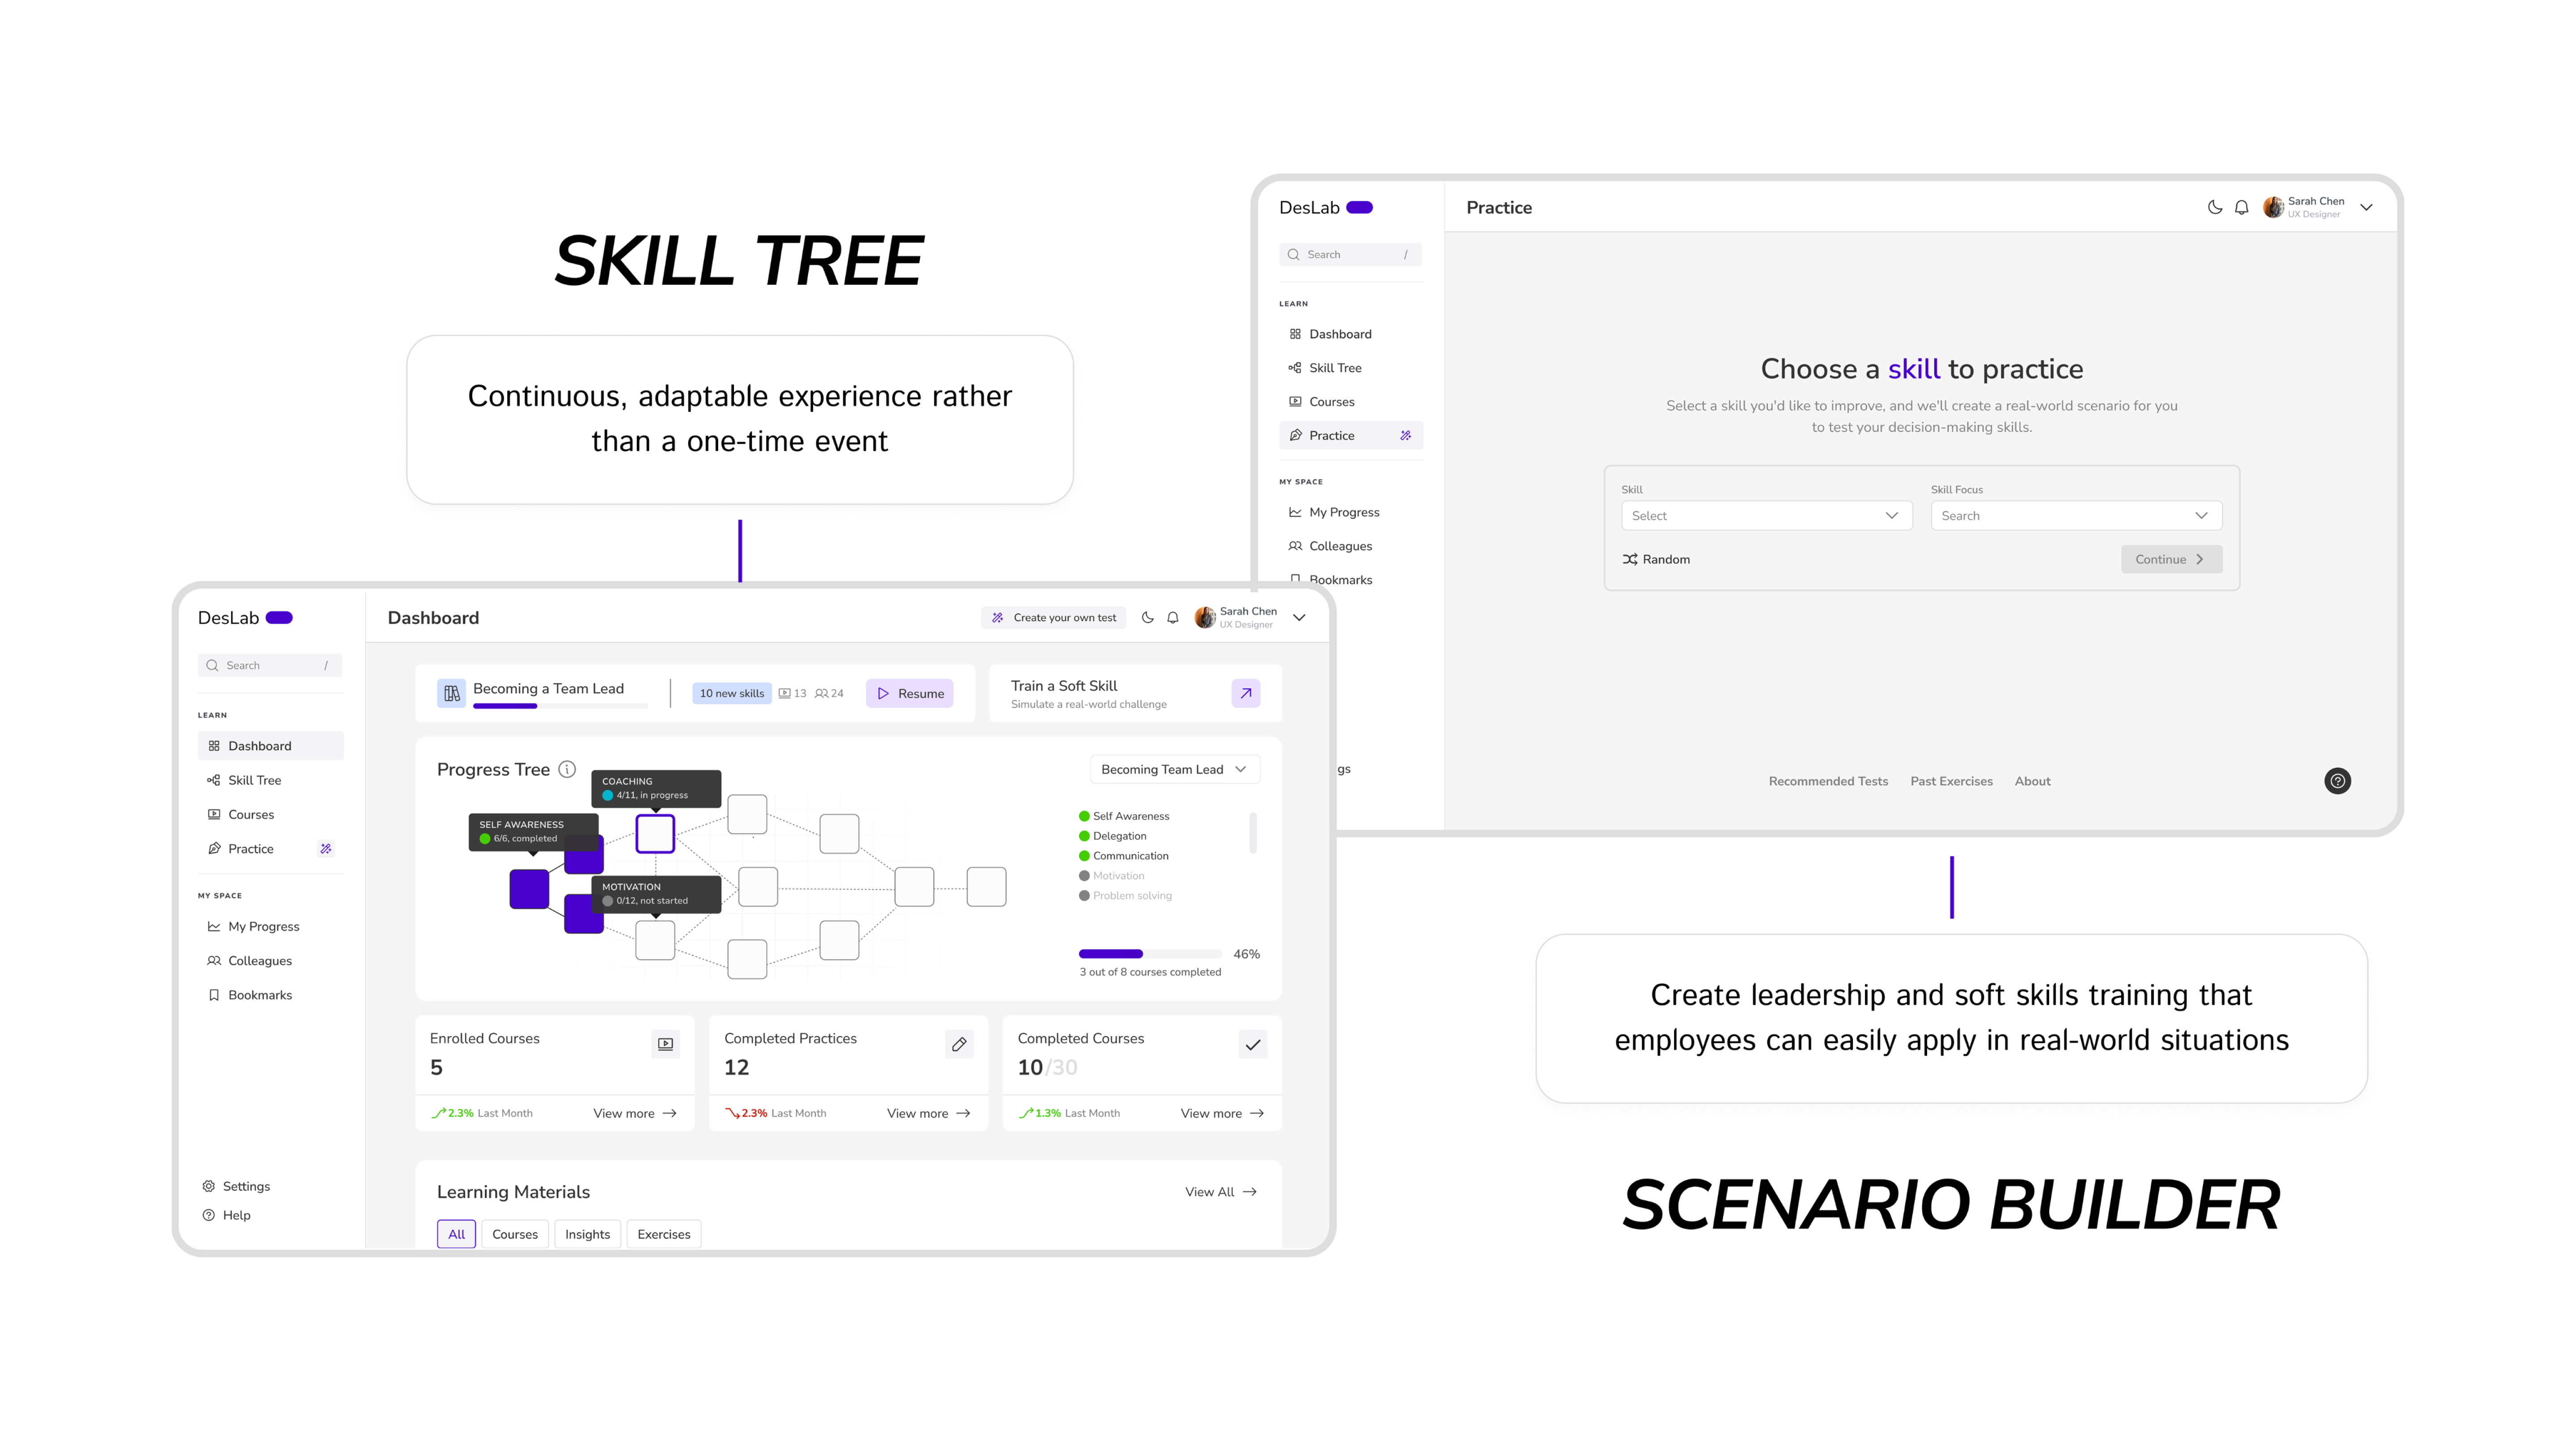 SKILL TREE
Continuous, adaptable experience rather
than a one-time event
DesLab
Search /
LEARN
Dashboard
Skill Tree
Courses
Practice
MY SPACE
My Progress
Colleagues
Bookmarks
Settings
Help
Dashboard
Create your own test
Sarah Chen
UX Designer
Becoming a Team Lead
10 new skills 13 24
Resume
Train a Soft Skill
Simulate a real-world challenge
Progress Tree
Becoming Team Lead
COACHING
4/11, in progress
SELF AWARENESS
6/6, completed
MOTIVATION
0/12, not started
Self Awareness
Delegation
Communication
Motivation
Problem solving
46%
3 out of 8 courses completed
Enrolled Courses
5
2.3% Last Month
View more
Completed Practices
12
2.3% Last Month
View more
Completed Courses
10/30
1.3% Last Month
View more
Learning Materials
View All
All
Courses
Insights
Exercises
DesLab
Search /
LEARN
Dashboard
Skill Tree
Courses
Practice
MY SPACE
My Progress
Colleagues
Bookmarks
gs
Practice
Sarah Chen
UX Designer
Choose a skill to practice
Select a skill you'd like to improve, and we'll create a real-world scenario for you
to test your decision-making skills.
Skill
Select
Skill Focus
Search
Random
Continue
Recommended Tests
Past Exercises
About
Create leadership and soft skills training that
employees can easily apply in real-world situations
SCENARIO BUILDER